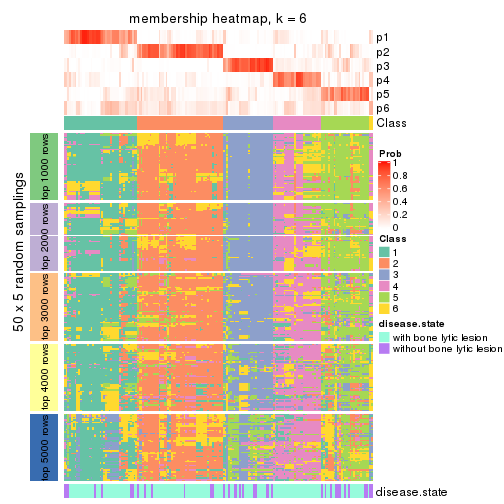 membership heatmap, k = 6
p1
p2
p3
p4
p5
p6
Class
50 x 5 random samplings
top 1000 rows
top 2000 rows
top 3000 rows
top 4000 rows
top 5000 rows
disease.state
Prob
1
0.8
0.6
0.4
0.2
0
Class
1
2
3
4
5
6
disease.state
with bone lytic lesion
without bone lytic lesion